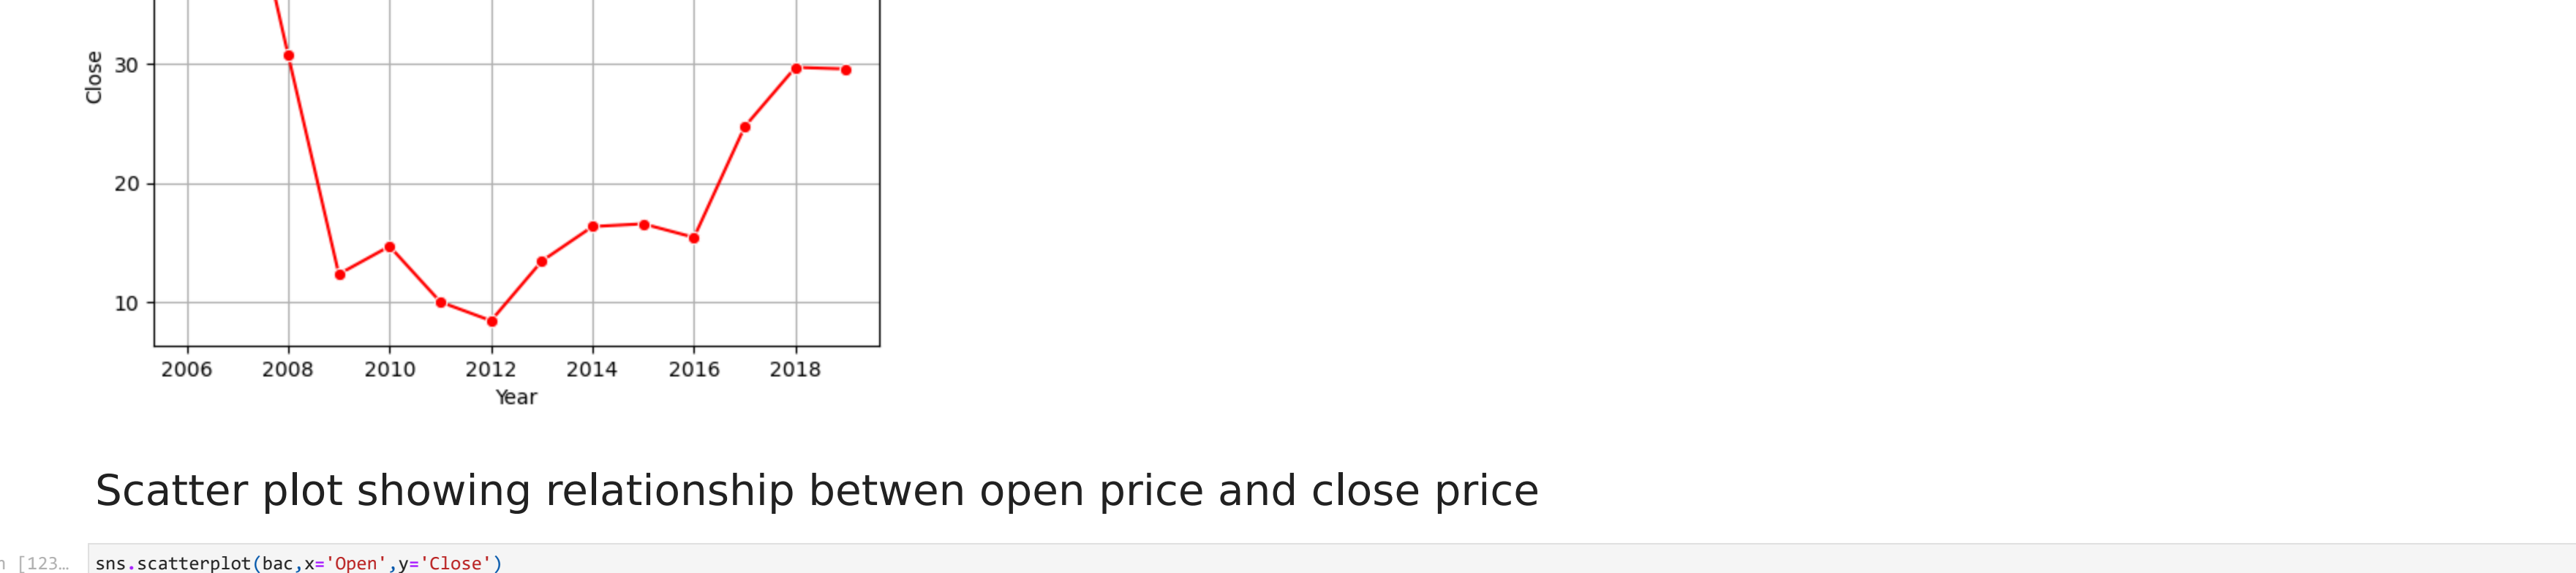 Close
30
20
10
2006 2008 2010 2012 2014 2016 2018
Year
Scatter plot showing relationship betwen open price and close price
[123… sns.scatterplot(bac,x='Open',y='Close')